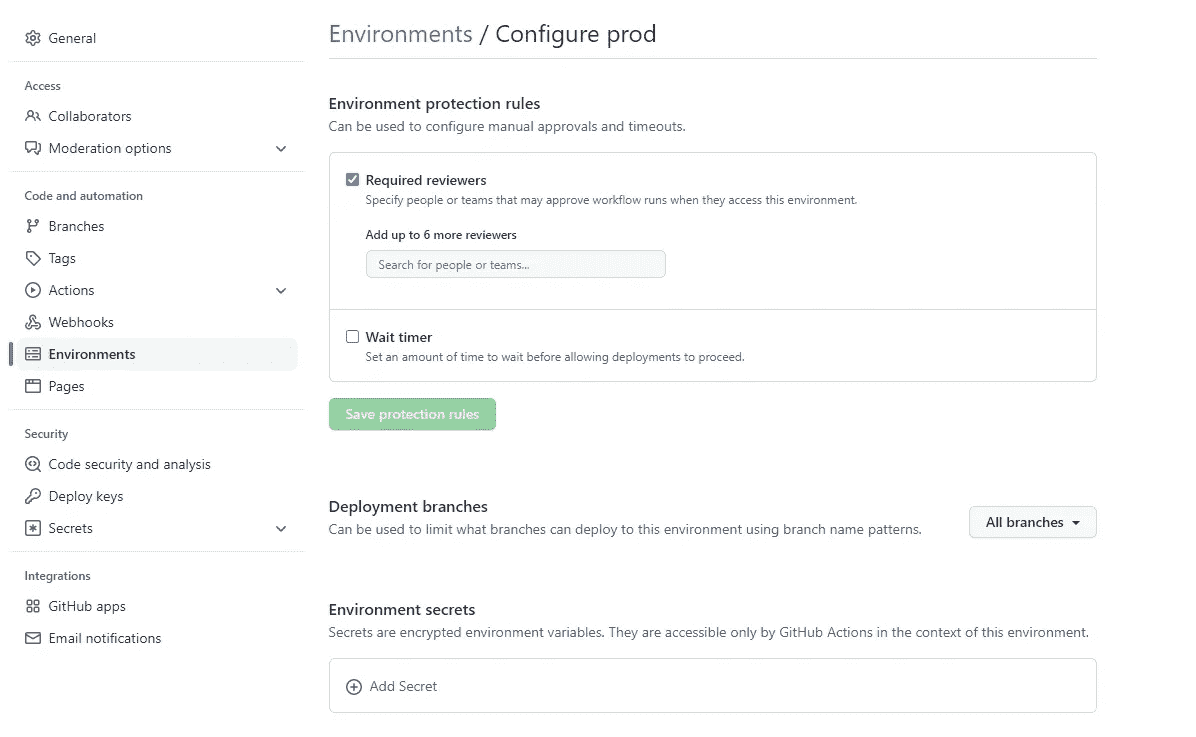 General
Access
Collaborators
Moderation options
Code and automation
Branches
Tags
Actions
Webhooks
Environments
Pages
Security
Code security and analysis
Deploy keys
Secrets
Integrations
GitHub apps
Email notifications
Environments / Configure prod
Environment protection rules
Can be used to configure manual approvals and timeouts.
Required reviewers
Specify people or teams that may approve workflow runs when they access this environment.
Add up to 6 more reviewers
Search for people or teams...
Wait timer
Set an amount of time to wait before allowing deployments to proceed.
Save protection rules
Deployment branches
Can be used to limit what branches can deploy to this environment using branch name patterns.
All branches
Environment secrets
Secrets are encrypted environment variables. They are accessible only by GitHub Actions in the context of this environment.
Add Secret